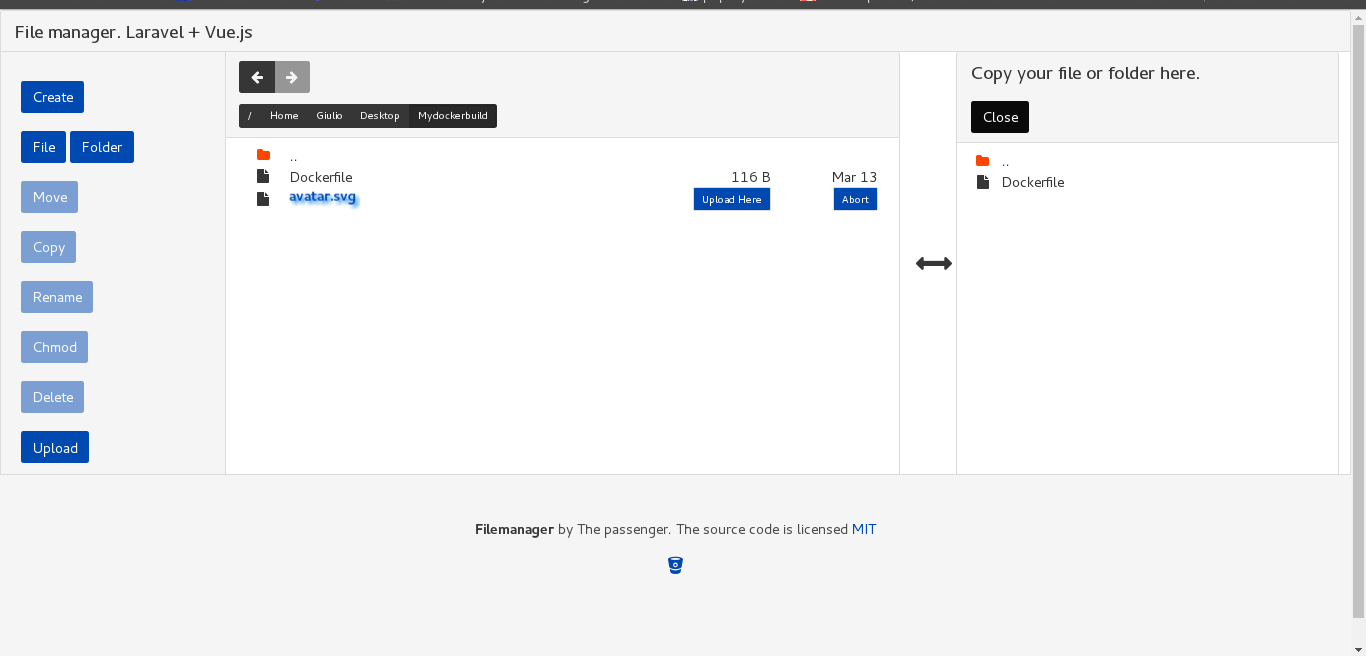 File manager. Laravel + Vue.js
Create
File Folder
Move
Copy
Rename
Chmod
Delete
Upload
/ Home Giulio Desktop Mydockerbuild
..
Dockerfile 116 B Mar 13
avatar.svg Upload Here Abort
Copy your file or folder here.
Close
..
Dockerfile
Filemanager by The passenger. The source code is licensed MIT